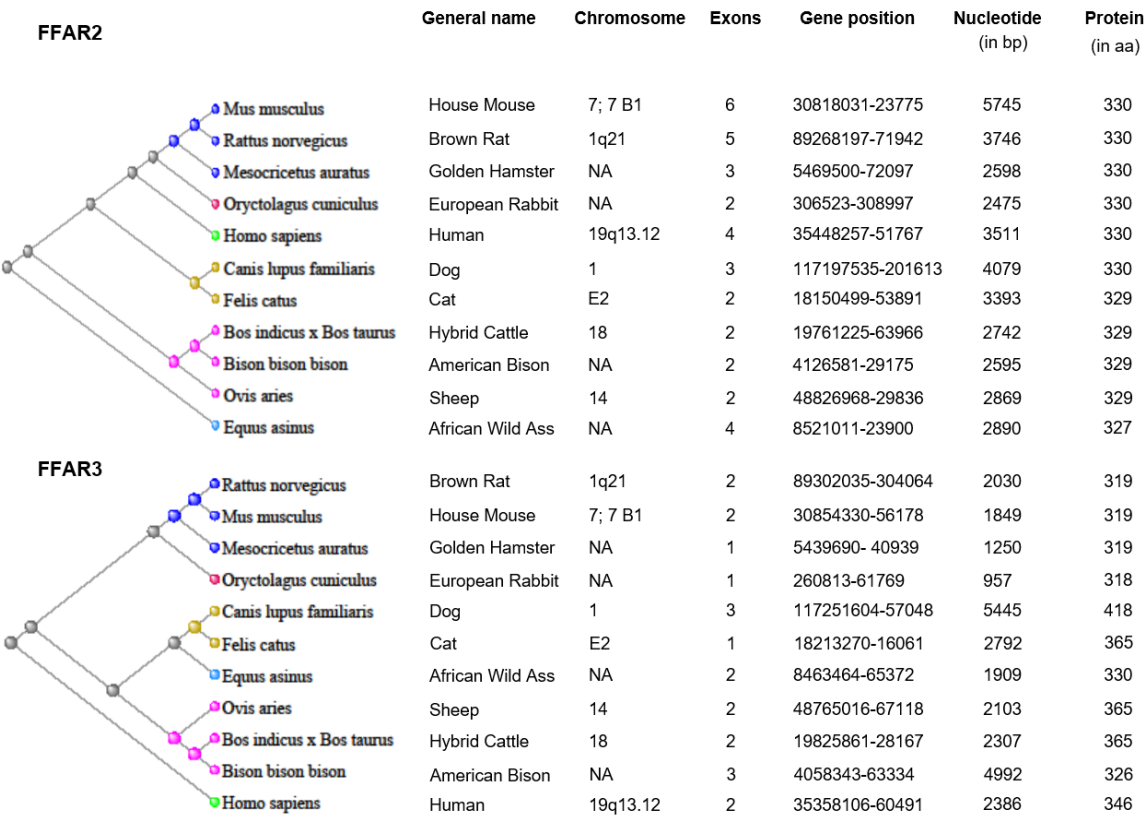 General name Chromosome Exons Gene position Nucleotide Protein
FFAR2 (in bp) (in aa)
Mus musculus House Mouse 7; 7 B1 6 30818031-23775 5745 330
Rattus norvegicus Brown Rat 1q21 5 89268197-71942 3746 330
Mesocricetus auratus Golden Hamster NA 3 5469500-72097 2598 330
Oryctolagus cuniculus European Rabbit NA 2 306523-308997 2475 330
Homo sapiens Human 19q13.12 4 35448257-51767 3511 330
Canis lupus familiaris Dog 1 3 117197535-201613 4079 330
Felis catus Cat E2 2 18150499-53891 3393 329
Bos indicus x Bos taurus Hybrid Cattle 18 2 19761225-63966 2742 329
Bison bison bison American Bison NA 2 4126581-29175 2595 329
Ovis aries Sheep 14 2 48826968-29836 2869 329
Equus asinus African Wild Ass NA 4 8521011-23900 2890 327
FFAR3
Rattus norvegicus Brown Rat 1q21 2 89302035-304064 2030 319
Mus musculus House Mouse 7; 7 B1 2 30854330-56178 1849 319
Mesocricetus auratus Golden Hamster NA 1 5439690- 40939 1250 319
Oryctolagus cuniculus European Rabbit NA 1 260813-61769 957 318
Canis lupus familiaris Dog 1 3 117251604-57048 5445 418
Felis catus Cat E2 1 18213270-16061 2792 365
Equus asinus African Wild Ass NA 2 8463464-65372 1909 330
Ovis aries Sheep 14 2 48765016-67118 2103 365
Bos indicus x Bos taurus Hybrid Cattle 18 2 19825861-28167 2307 365
Bison bison bison American Bison NA 3 4058343-63334 4992 326
Homo sapiens Human 19q13.12 2 35358106-60491 2386 346